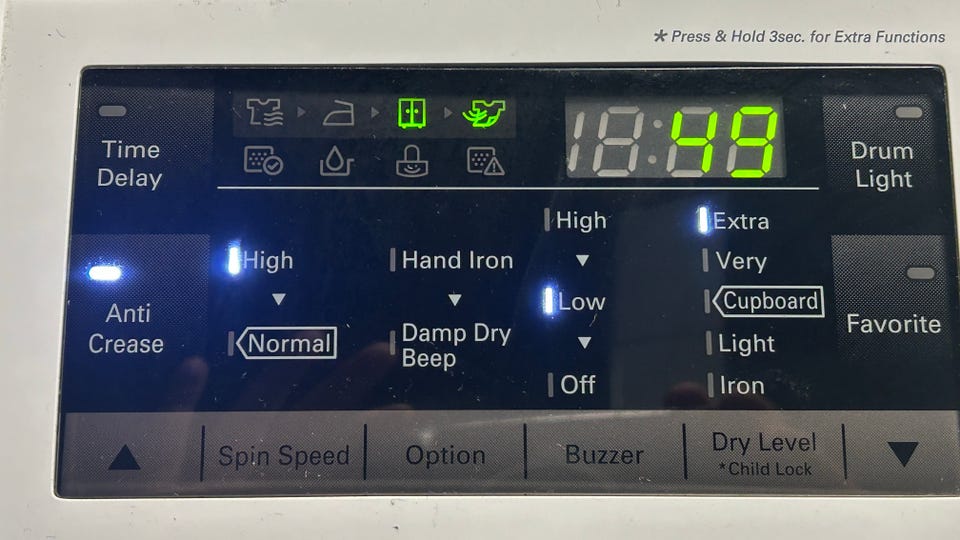 * Press & Hold 3sec. for Extra Functions
Time
Delay
49
Drum
Light
Anti
Crease
High
Normal
Hand Iron
Damp Dry
Beep
High
Low
Off
Extra
Very
Cupboard
Light
Iron
Favorite
Spin Speed
Option
Buzzer
Dry Level
*Child Lock